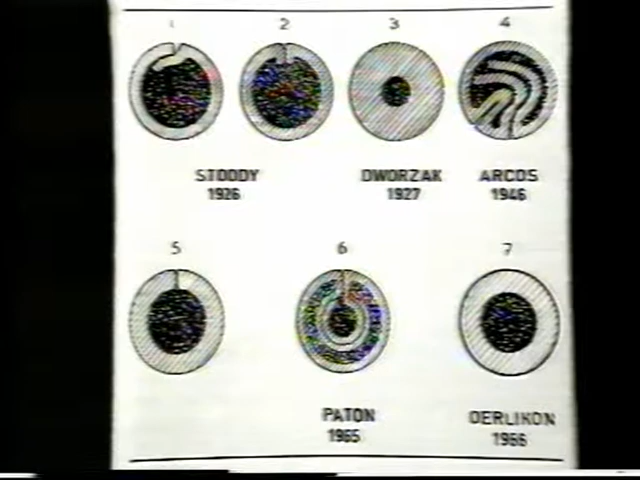 1 2 3 4
STOODY DWORZAK ARCOS
1926 1927 1946
5 6 7
PATON OERLIKON
1965 1966